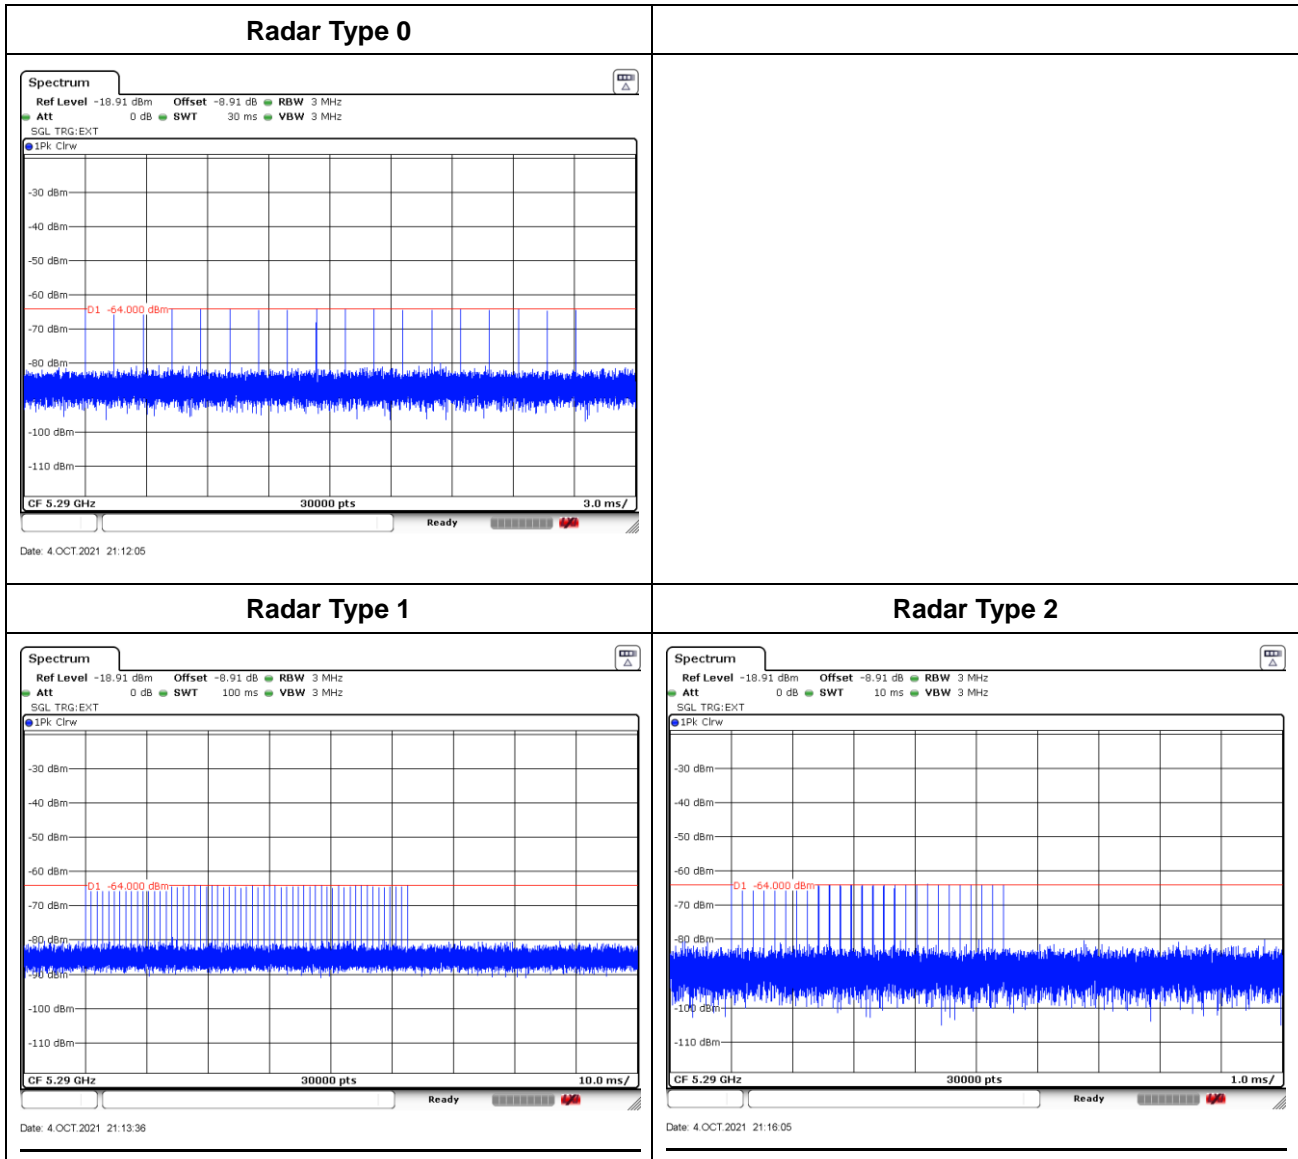 Radar Type 0
Spectrum
Ref Level -18.91 dBm Offset -8.91 dB RBW 3 MHz
Att 0 dB SWT 30 ms VBW 3 MHz
SGL TRG:EXT
1Pk Clrw
-30 dBm
-40 dBm
-50 dBm
-60 dBm
D1 -64.000 dBm
-70 dBm
-80 dBm
-100 dBm
-110 dBm
CF 5.29 GHz 30000 pts 3.0 ms/
Ready
Date: 4.OCT.2021 21:12:05
Radar Type 1
Spectrum
Ref Level -18.91 dBm Offset -8.91 dB RBW 3 MHz
Att 0 dB SWT 100 ms VBW 3 MHz
SGL TRG:EXT
1Pk Clrw
-30 dBm
-40 dBm
-50 dBm
-60 dBm
D1 -64.000 dBm
-70 dBm
-80 dBm
-90 dBm
-100 dBm
-110 dBm
CF 5.29 GHz 30000 pts 10.0 ms/
Ready
Date: 4.OCT.2021 21:13:36
Radar Type 2
Spectrum
Ref Level -18.91 dBm Offset -8.91 dB RBW 3 MHz
Att 0 dB SWT 10 ms VBW 3 MHz
SGL TRG:EXT
1Pk Clrw
-30 dBm
-40 dBm
-50 dBm
-60 dBm
D1 -64.000 dBm
-70 dBm
-80 dBm
-100 dBm
-110 dBm
CF 5.29 GHz 30000 pts 1.0 ms/
Ready
Date: 4.OCT.2021 21:16:05